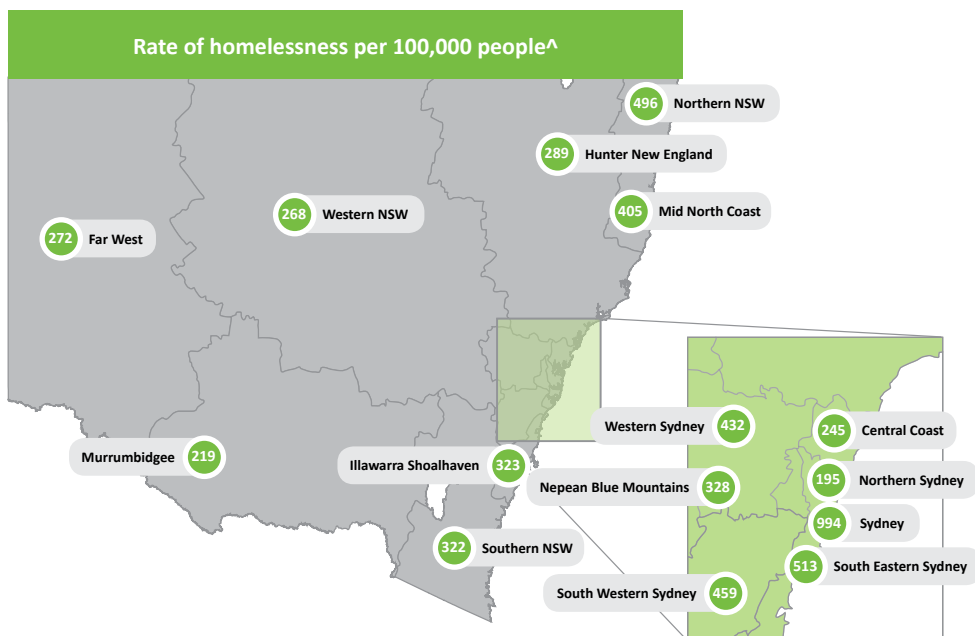 Rate of homelessness per 100,000 people^
496 Northern NSW
289 Hunter New England
268 Western NSW
405 Mid North Coast
272 Far West
Western Sydney 432
245 Central Coast
Murrumbidgee 219
Illawarra Shoalhaven 323
Nepean Blue Mountains 328
195 Northern Sydney
994 Sydney
322 Southern NSW
513 South Eastern Sydney
South Western Sydney 459